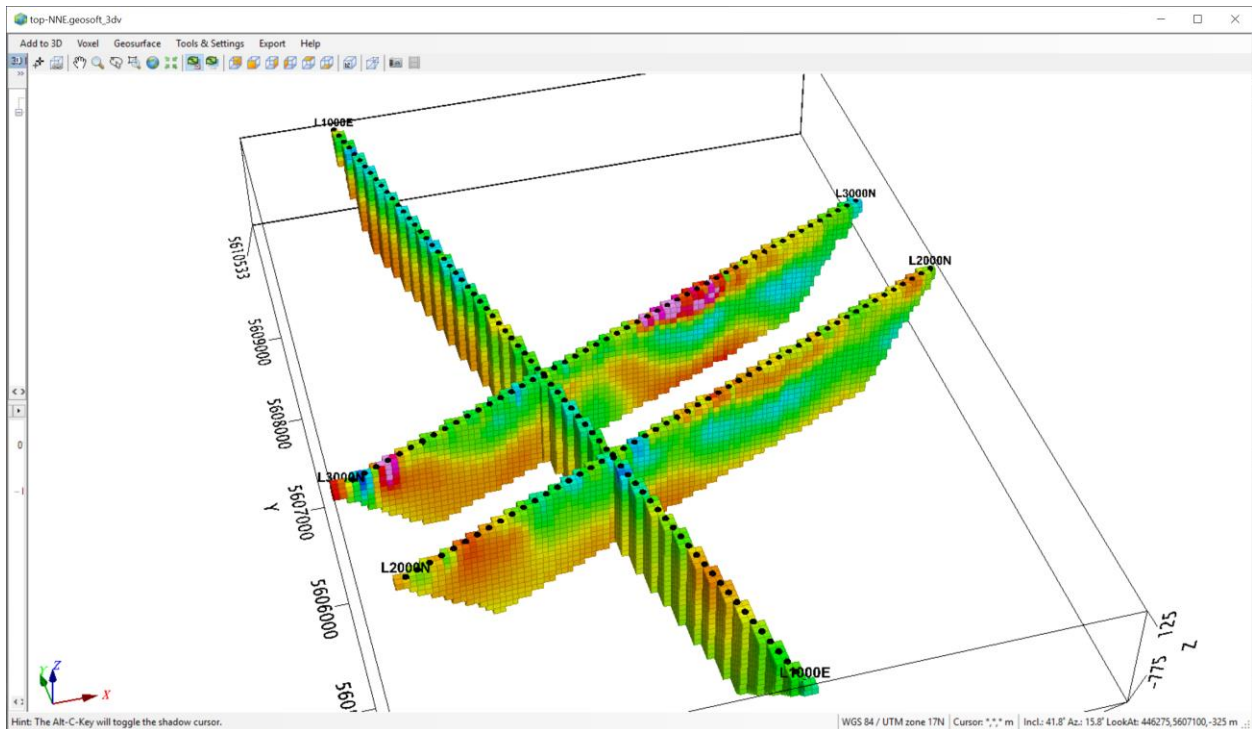 top-NNE.geosoft_3dv
Add to 3D Voxel Geosurface Tools & Settings Export Help
L1000E
L3000N
5610533
L2000N
5609000
5608000
L3000N
5607000
Y
L2000N
5606000
L1000E
125
Z
-775
0
-1
Y Z
X
Hint: The Alt-C-Key will toggle the shadow cursor.
WGS 84 / UTM zone 17N Cursor: *,*,* m Incl.: 41.8° Az.: 15.8° LookAt: 446275,5607100,-325 m